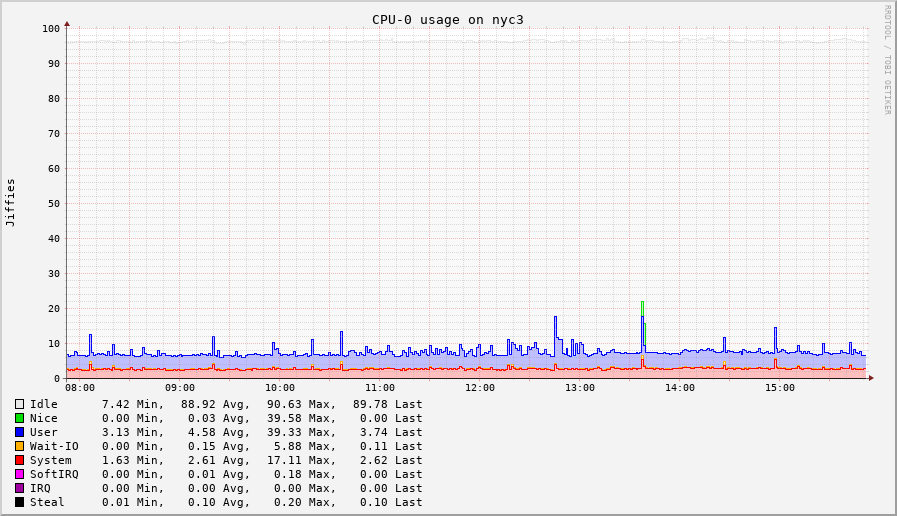 CPU-0 usage on nyc3
RRDTOOL / TOBI OETIKER
Jiffies
100
90
80
70
60
50
40
30
20
10
0
08:00 09:00 10:00 11:00 12:00 13:00 14:00 15:00
Idle 7.42 Min, 88.92 Avg, 90.63 Max, 89.78 Last
Nice 0.00 Min, 0.03 Avg, 39.58 Max, 0.00 Last
User 3.13 Min, 4.58 Avg, 39.33 Max, 3.74 Last
Wait-IO 0.00 Min, 0.15 Avg, 5.88 Max, 0.11 Last
System 1.63 Min, 2.61 Avg, 17.11 Max, 2.62 Last
SoftIRQ 0.00 Min, 0.01 Avg, 0.18 Max, 0.00 Last
IRQ 0.00 Min, 0.00 Avg, 0.00 Max, 0.00 Last
Steal 0.01 Min, 0.10 Avg, 0.20 Max, 0.10 Last